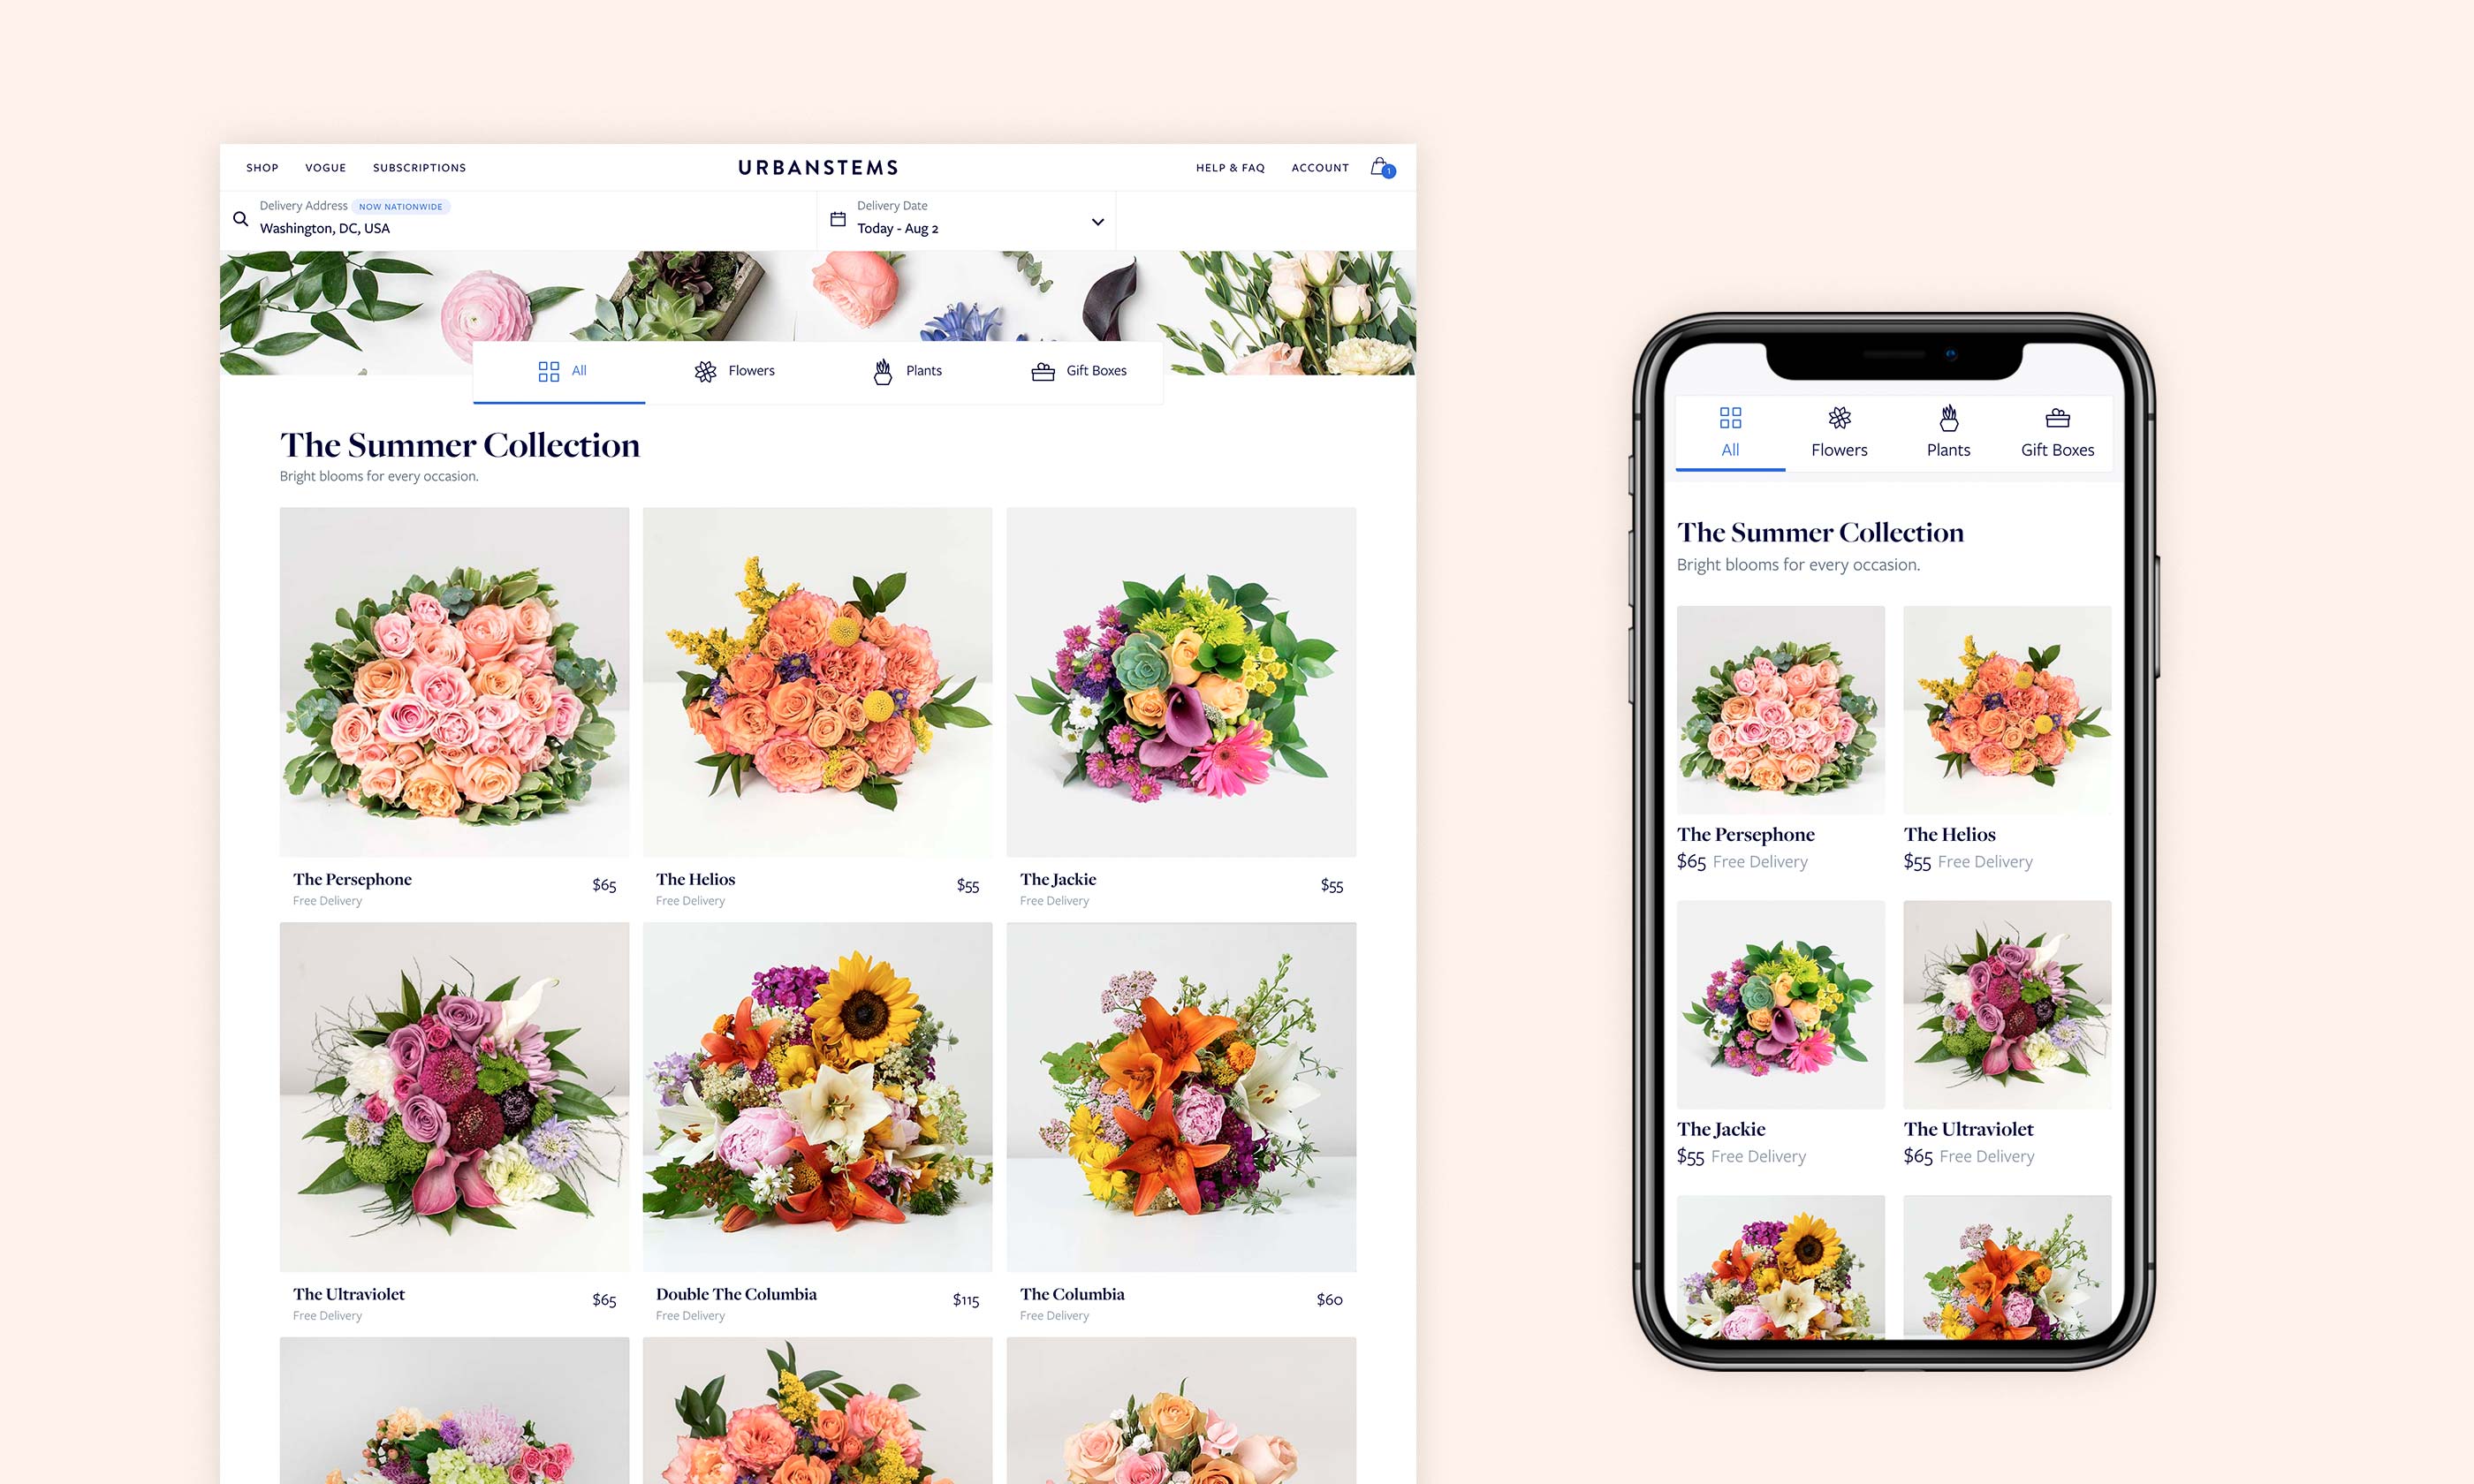 SHOP VOGUE SUBSCRIPTIONS URBANSTEMS HELP & FAQ ACCOUNT 1
Delivery Address NOW NATIONWIDE Delivery Date
Washington, DC, USA Today - Aug 2
All Flowers Plants Gift Boxes
The Summer Collection
Bright blooms for every occasion.
The Persephone $65 The Helios $55 The Jackie $55
Free Delivery Free Delivery Free Delivery
The Ultraviolet $65 Double The Columbia $115 The Columbia $60
Free Delivery Free Delivery Free Delivery
All Flowers Plants Gift Boxes
The Summer Collection
Bright blooms for every occasion.
The Persephone The Helios
$65 Free Delivery $55 Free Delivery
The Jackie The Ultraviolet
$55 Free Delivery $65 Free Delivery